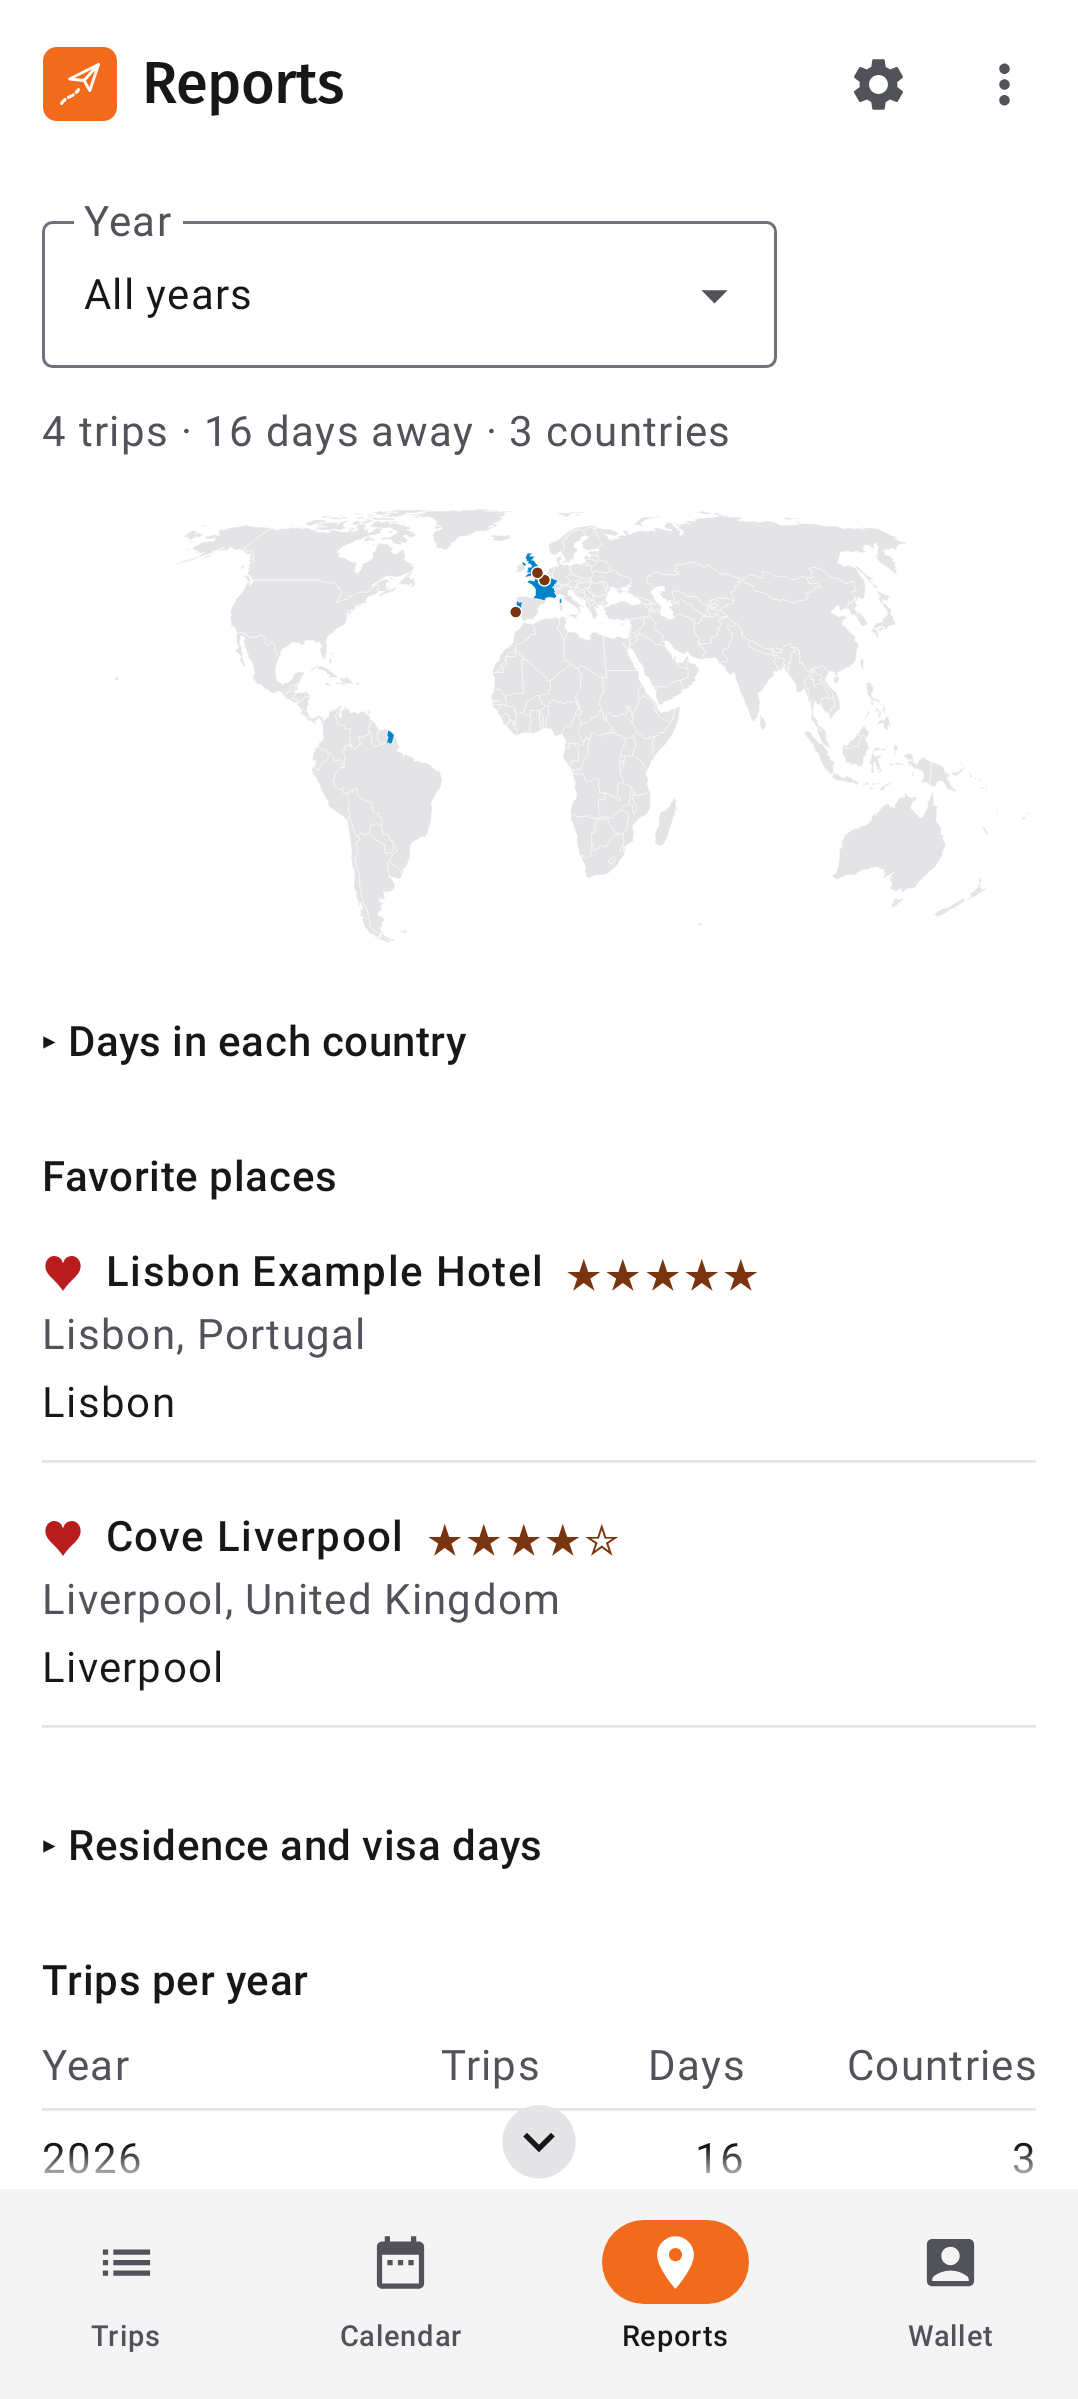 Reports
Year
All years
4 trips · 16 days away · 3 countries
▸ Days in each country
Favorite places
♥ Lisbon Example Hotel ★★★★★
Lisbon, Portugal
Lisbon
♥ Cove Liverpool ★★★★☆
Liverpool, United Kingdom
Liverpool
▸ Residence and visa days
Trips per year
Year Trips Days Countries
2026 16 3
Trips Calendar Reports Wallet